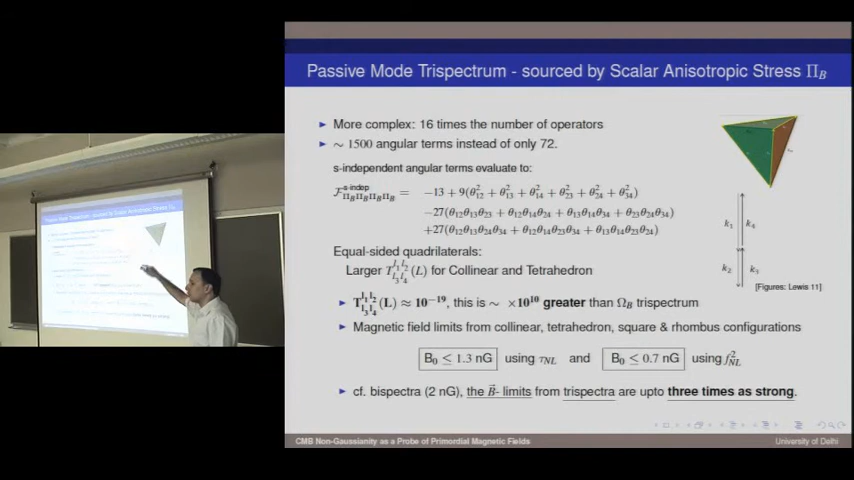 Passive Mode Trispectrum - sourced by Scalar Anisotropic Stress Π_B
► More complex: 16 times the number of operators
► ∼ 1500 angular terms instead of only 72.
s-independent angular terms evaluate to:
ℱ^{s-indep}_{Π_BΠ_BΠ_BΠ_B} = −13 + 9(θ²₁₂ + θ²₁₃ + θ²₁₄ + θ²₂₃ + θ²₂₄ + θ²₃₄)
−27(θ₁₂θ₁₃θ₂₃ + θ₁₂θ₁₄θ₂₄ + θ₁₃θ₁₄θ₃₄ + θ₂₃θ₂₄θ₃₄)
+27(θ₁₂θ₁₃θ₂₄θ₃₄ + θ₁₂θ₁₄θ₂₃θ₃₄ + θ₁₃θ₁₄θ₂₃θ₂₄)
k₁ k₄
k₂ k₃
[Figures: Lewis 11]
Equal-sided quadrilaterals:
Larger T^{l₁l₂}_{l₃l₄}(L) for Collinear and Tetrahedron
► T^{l₁l₂}_{l₃l₄}(L) ≈ 10⁻¹⁹, this is ∼ ×10¹⁰ greater than Ω_B trispectrum
► Magnetic field limits from collinear, tetrahedron, square & rhombus configurations
B₀ ≤ 1.3 nG using τ_NL and B₀ ≤ 0.7 nG using f²_NL
► cf. bispectra (2 nG), the B⃗- limits from trispectra are upto three times as strong.
CMB Non-Gaussianity as a Probe of Primordial Magnetic Fields University of Delhi